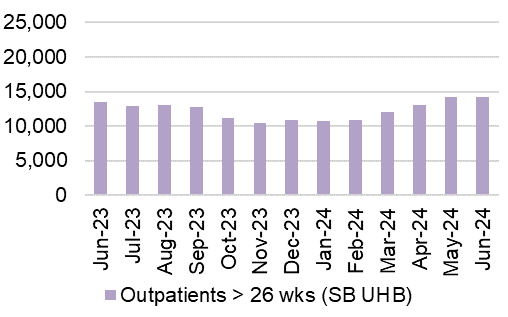 25,000
20,000
15,000
10,000
5,000
0
Jun-23
Jul-23
Aug-23
Sep-23
Oct-23
Nov-23
Dec-23
Jan-24
Feb-24
Mar-24
Apr-24
May-24
Jun-24
Outpatients > 26 wks (SB UHB)